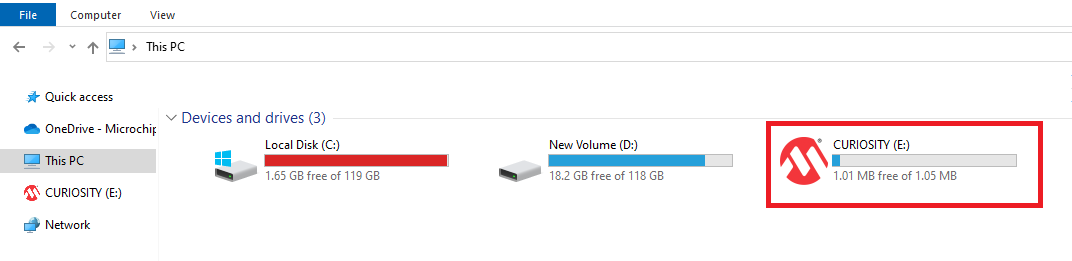 File Computer View
This PC
Quick access
OneDrive - Microchip
This PC
CURIOSITY (E:)
Network
Devices and drives (3)
Local Disk (C:)
1.65 GB free of 119 GB
New Volume (D:)
18.2 GB free of 118 GB
CURIOSITY (E:)
1.01 MB free of 1.05 MB